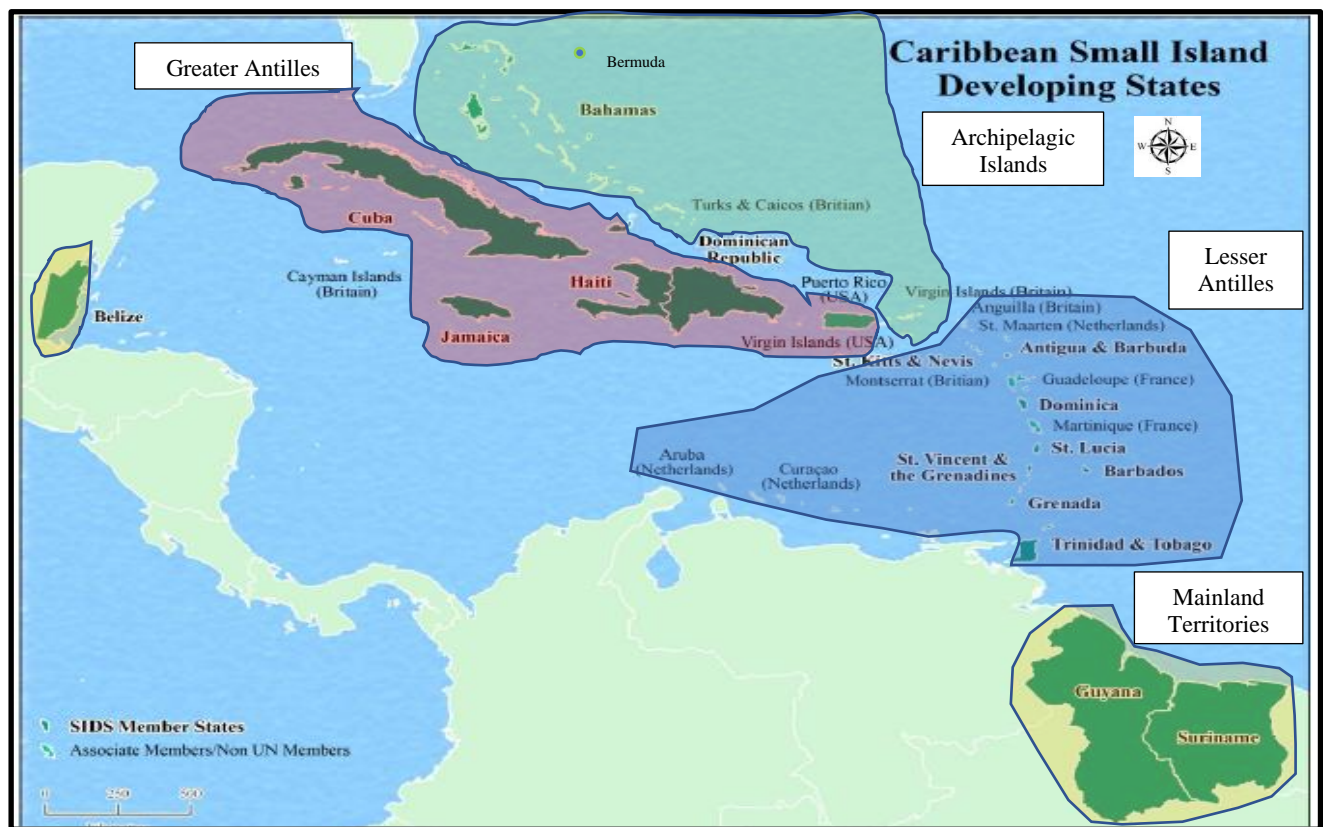 Greater Antilles
Bermuda
Caribbean Small Island
Developing States
Bahamas
Archipelagic
Islands
N
W
E
S
Turks & Caicos (Britian)
Cuba
Dominican
Republic
Lesser
Antilles
Cayman Islands
(Britain)
Haiti
Puerto Rico
(USA)
Virgin Islands (Britain)
Anguilla (Britain)
St. Maarten (Netherlands)
Belize
Jamaica
Virgin Islands (USA)
Antigua & Barbuda
St. Kitts & Nevis
Montserrat (Britian)
Guadeloupe (France)
Dominica
Martinique (France)
Aruba
(Netherlands)
Curaçao
(Netherlands)
St. Vincent &
the Grenadines
St. Lucia
Barbados
Grenada
Trinidad & Tobago
Mainland
Territories
Guyana
Suriname
SIDS Member States
Associate Members/Non UN Members
0 250 500